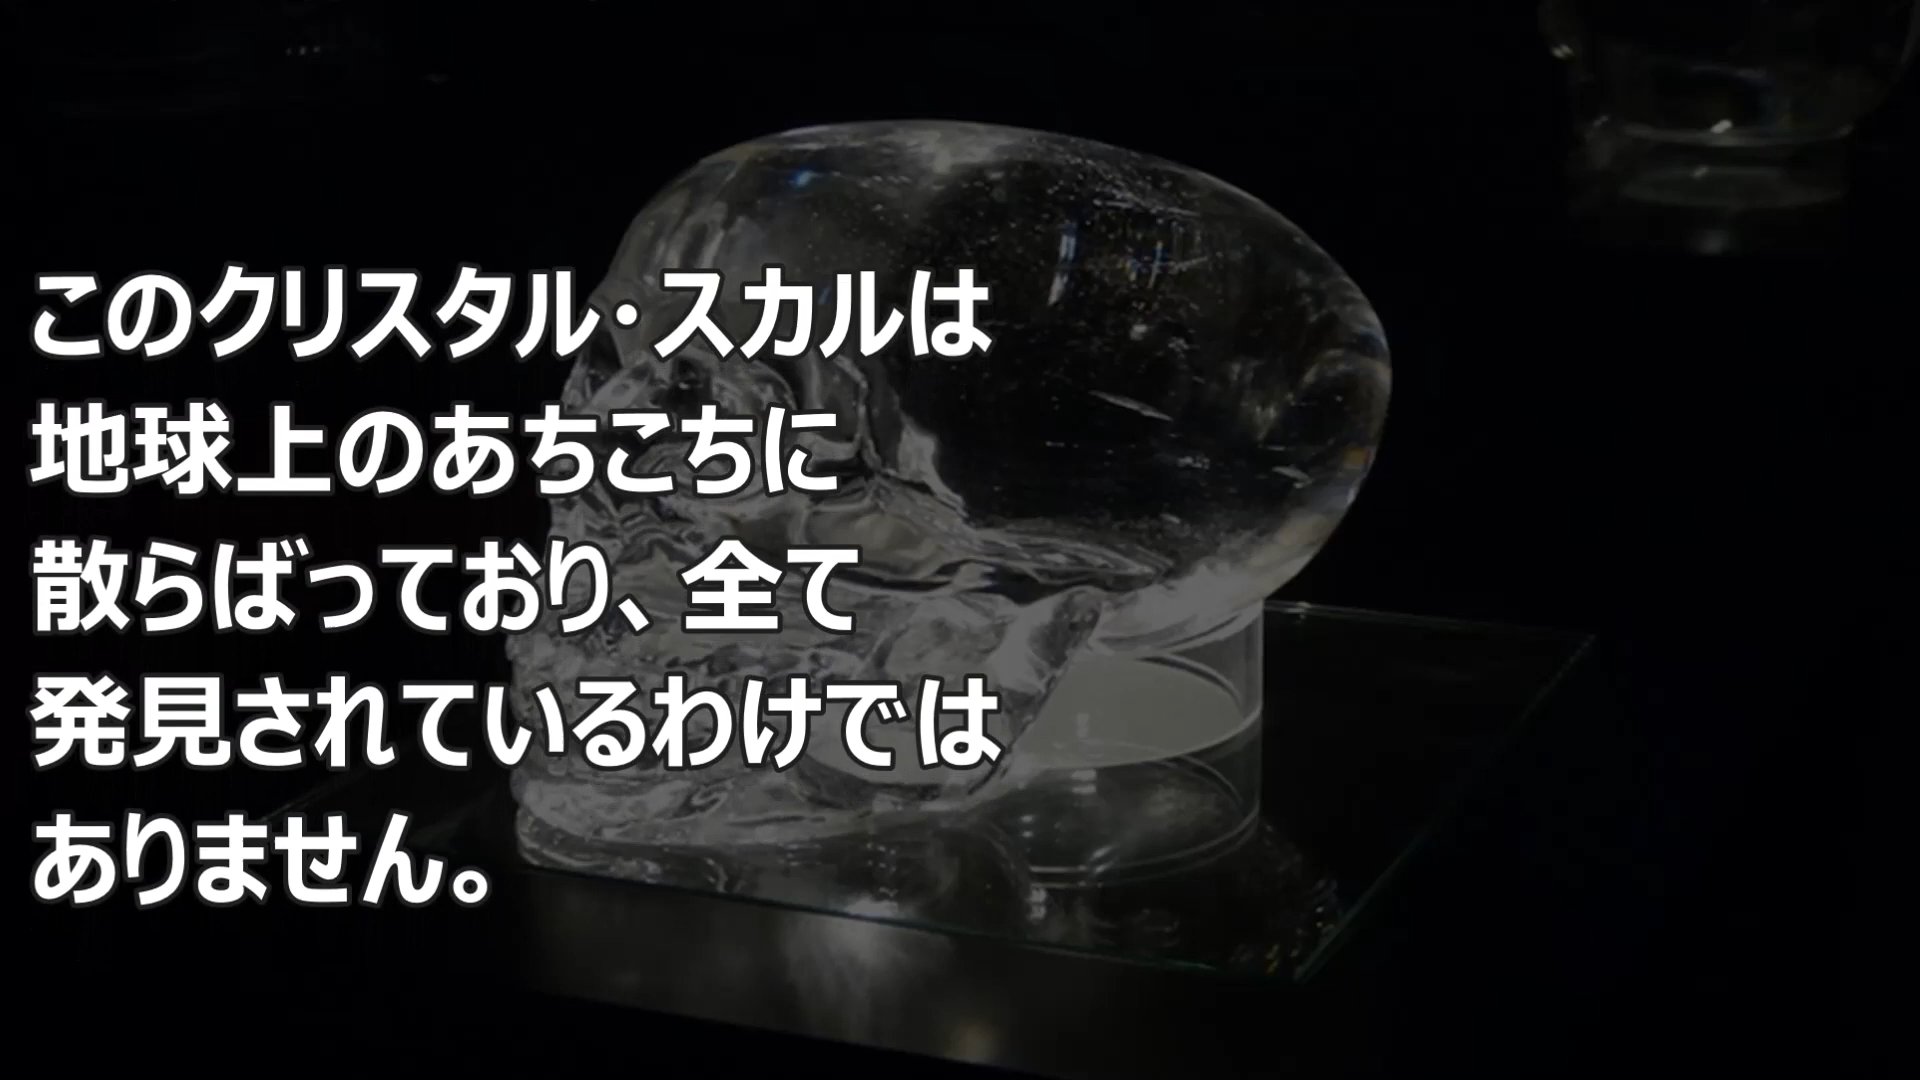 このクリスタル・スカルは
地球上のあちこちに
散らばっており、全て
発見されているわけでは
ありません。